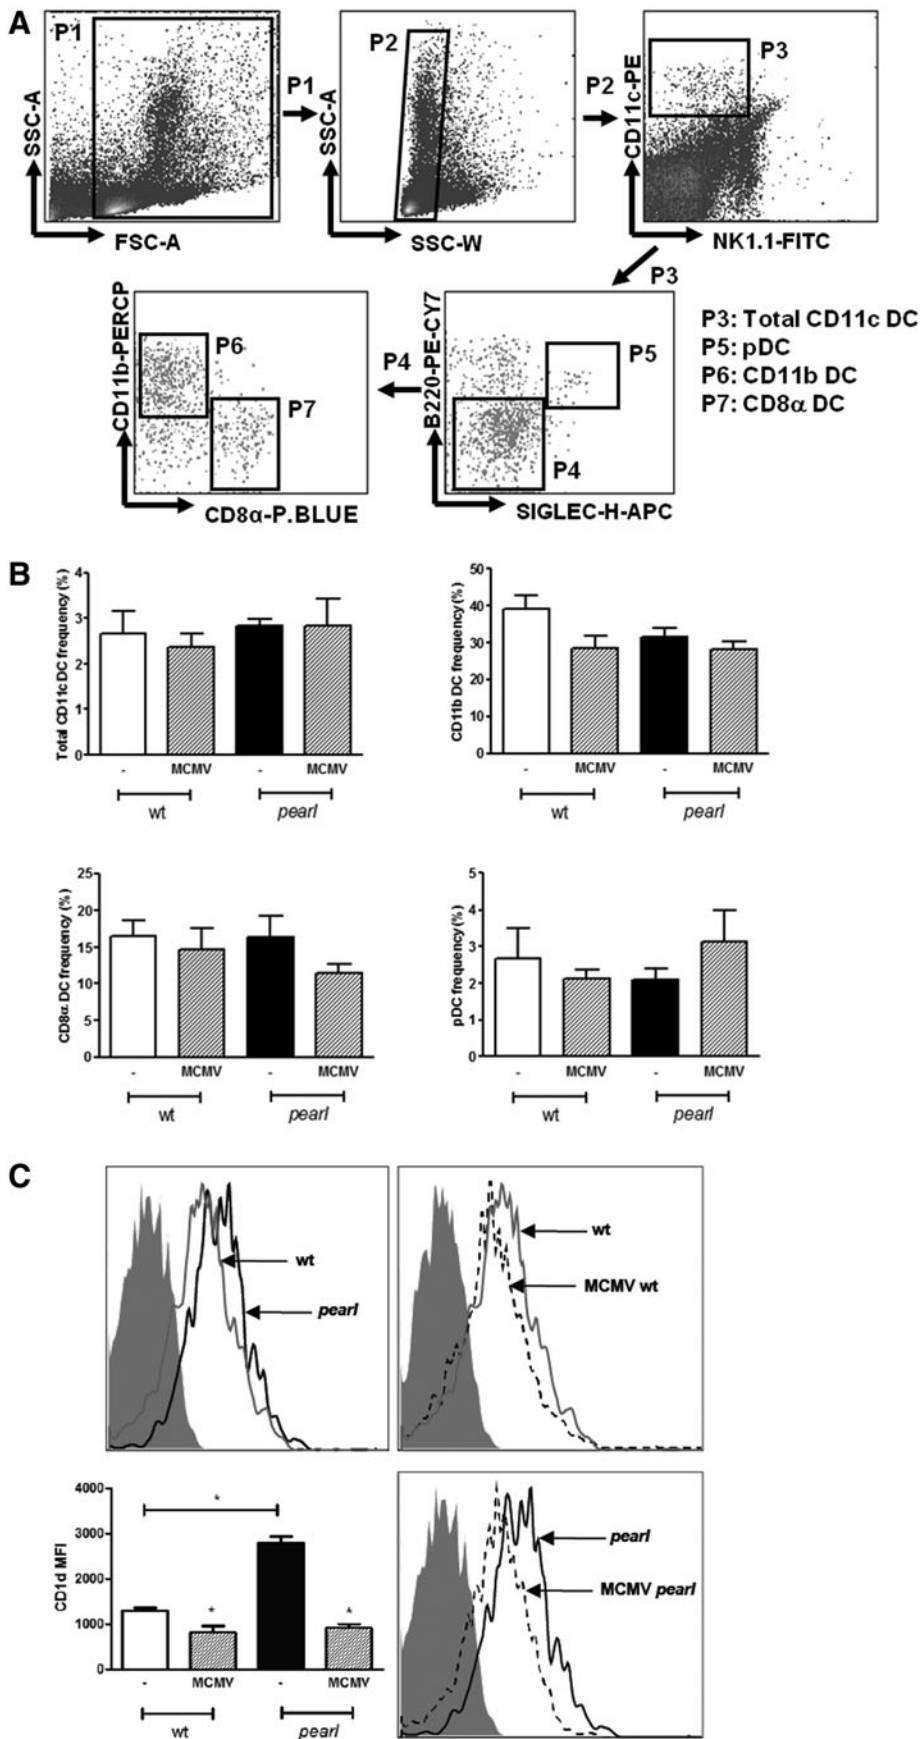 A
P1
SSC-A
FSC-A
P1
P2
SSC-A
SSC-W
P2
P3
CD11c-PE
NK1.1-FITC
P3
CD11b-PERCP
P6
P7
CD8α-P.BLUE
P4
B220-PE-CY7
P5
P4
SIGLEC-H-APC
P3: Total CD11c DC
P5: pDC
P6: CD11b DC
P7: CD8α DC
B
Total CD11c DC frequency (%)
4
3
2
1
0
- MCMV - MCMV
wt pearl
CD11b DC frequency (%)
50
40
30
20
10
0
- MCMV - MCMV
wt pearl
CD8α DC frequency (%)
25
20
15
10
5
0
- MCMV - MCMV
wt pearl
pDC frequency (%)
5
4
3
2
1
0
- MCMV - MCMV
wt pearl
C
wt
pearl
wt
MCMV wt
CD1d MFI
4000
3000
2000
1000
0
*
* *
- MCMV - MCMV
wt pearl
pearl
MCMV pearl